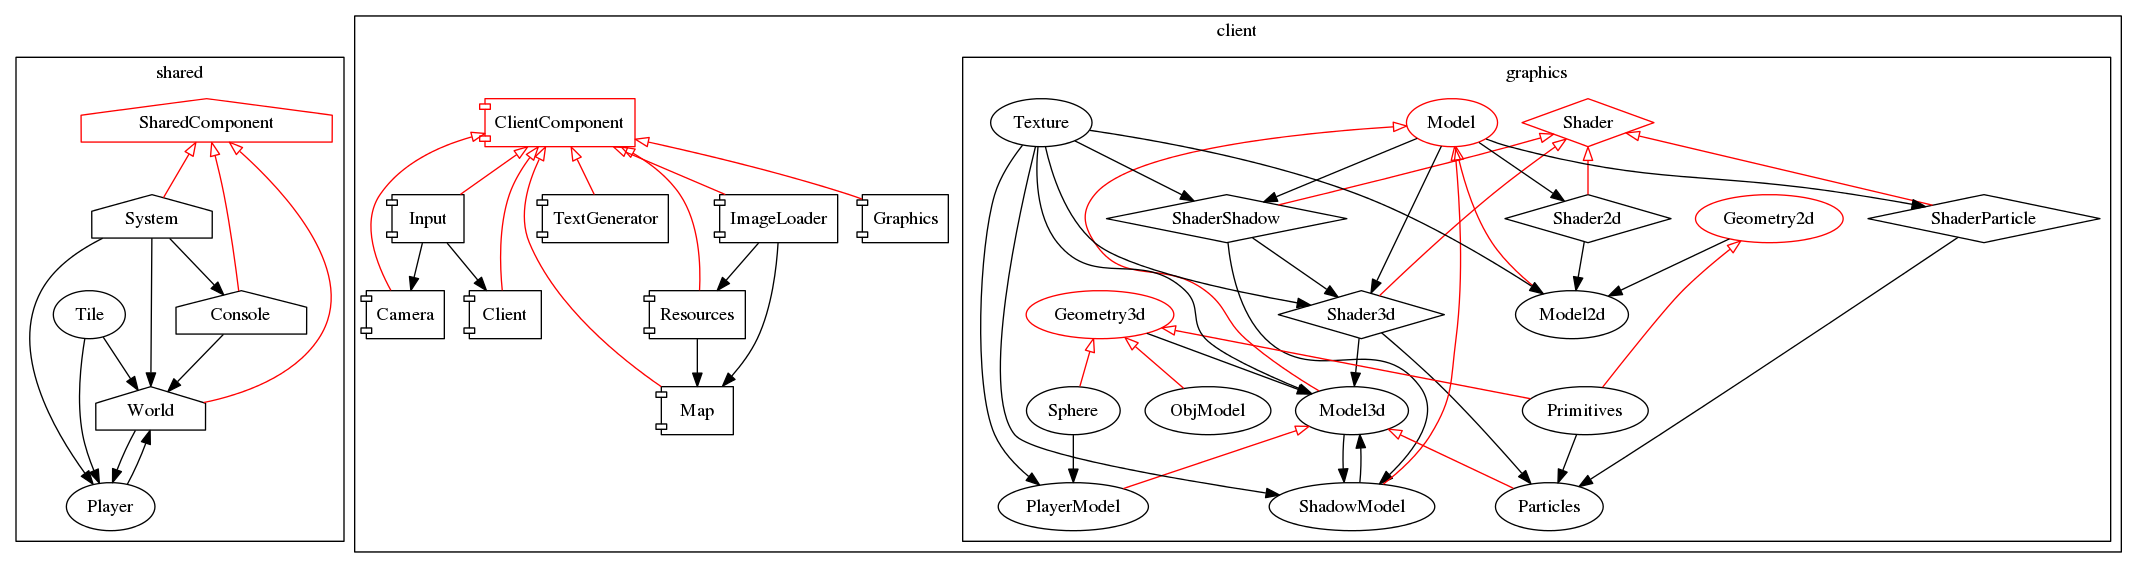 client
shared
graphics
SharedComponent
ClientComponent
Texture
Model
Shader
System
Input
TextGenerator
ImageLoader
Graphics
ShaderShadow
Shader2d
Geometry2d
ShaderParticle
Tile
Console
Camera
Client
Resources
Geometry3d
Shader3d
Model2d
World
Map
Sphere
ObjModel
Model3d
Primitives
Player
PlayerModel
ShadowModel
Particles